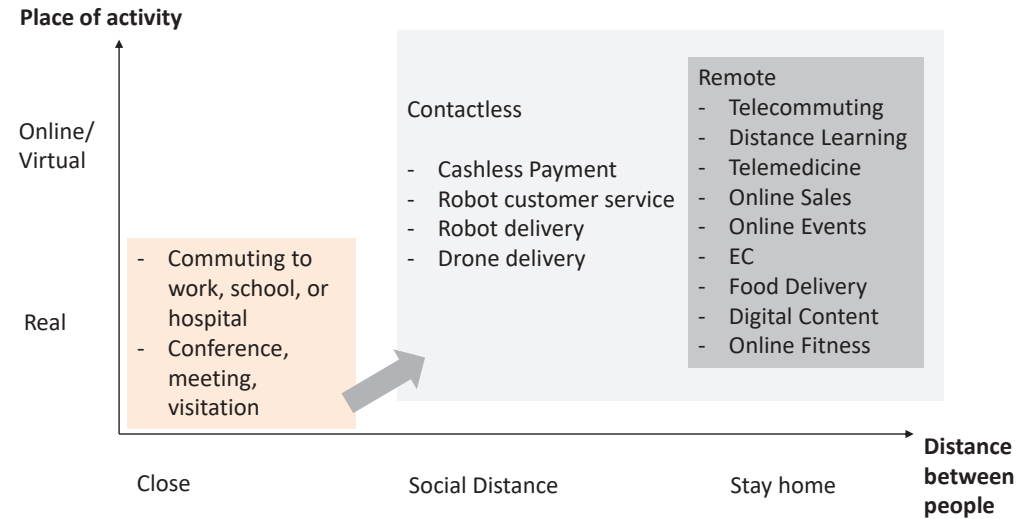 Place of activity
Online/
Virtual
Real
- Commuting to
work, school, or
hospital
- Conference,
meeting,
visitation
Contactless
- Cashless Payment
- Robot customer service
- Robot delivery
- Drone delivery
Remote
- Telecommuting
- Distance Learning
- Telemedicine
- Online Sales
- Online Events
- EC
- Food Delivery
- Digital Content
- Online Fitness
Close
Social Distance
Stay home
Distance
between
people